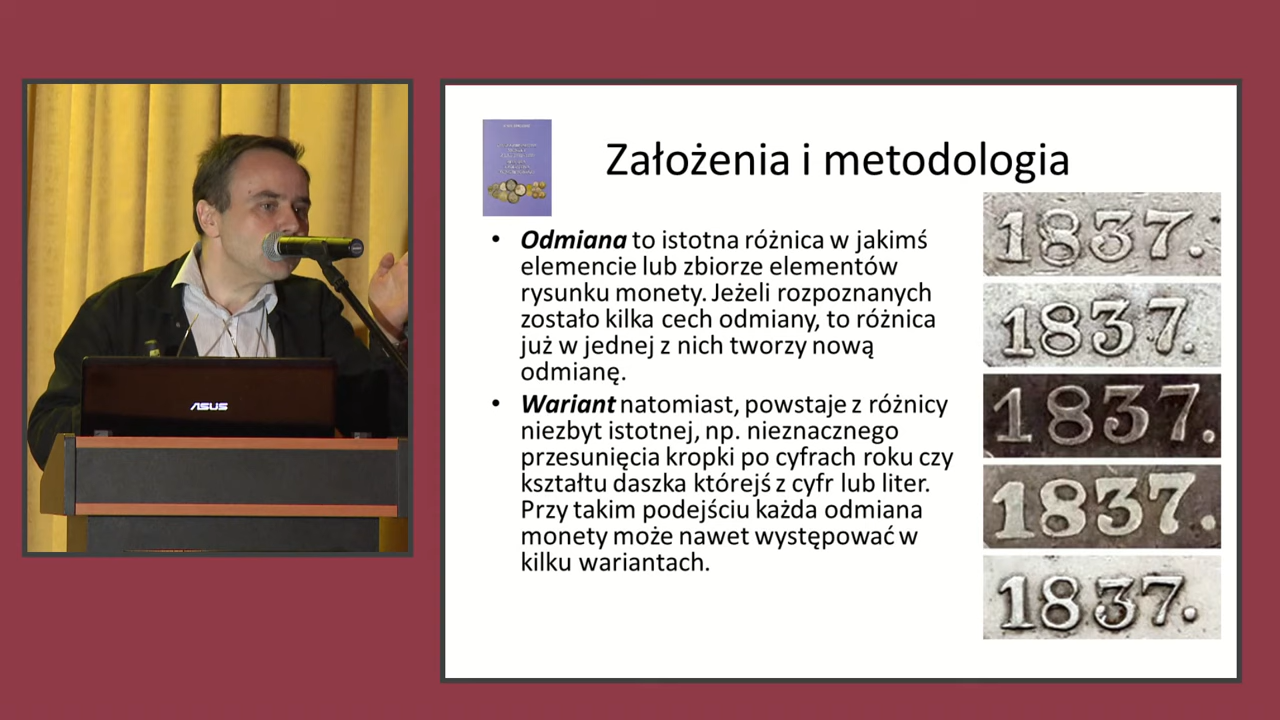 ASUS
Założenia i metodologia
• Odmiana to istotna różnica w jakimś
elemencie lub zbiorze elementów
rysunku monety. Jeżeli rozpoznanych
zostało kilka cech odmiany, to różnica
już w jednej z nich tworzy nową
odmianę.
• Wariant natomiast, powstaje z różnicy
niezbyt istotnej, np. nieznacznego
przesunięcia kropki po cyfrach roku czy
kształtu daszka którejś z cyfr lub liter.
Przy takim podejściu każda odmiana
monety może nawet występować w
kilku wariantach.
1837.
1837.
1837.
1837.
1837.